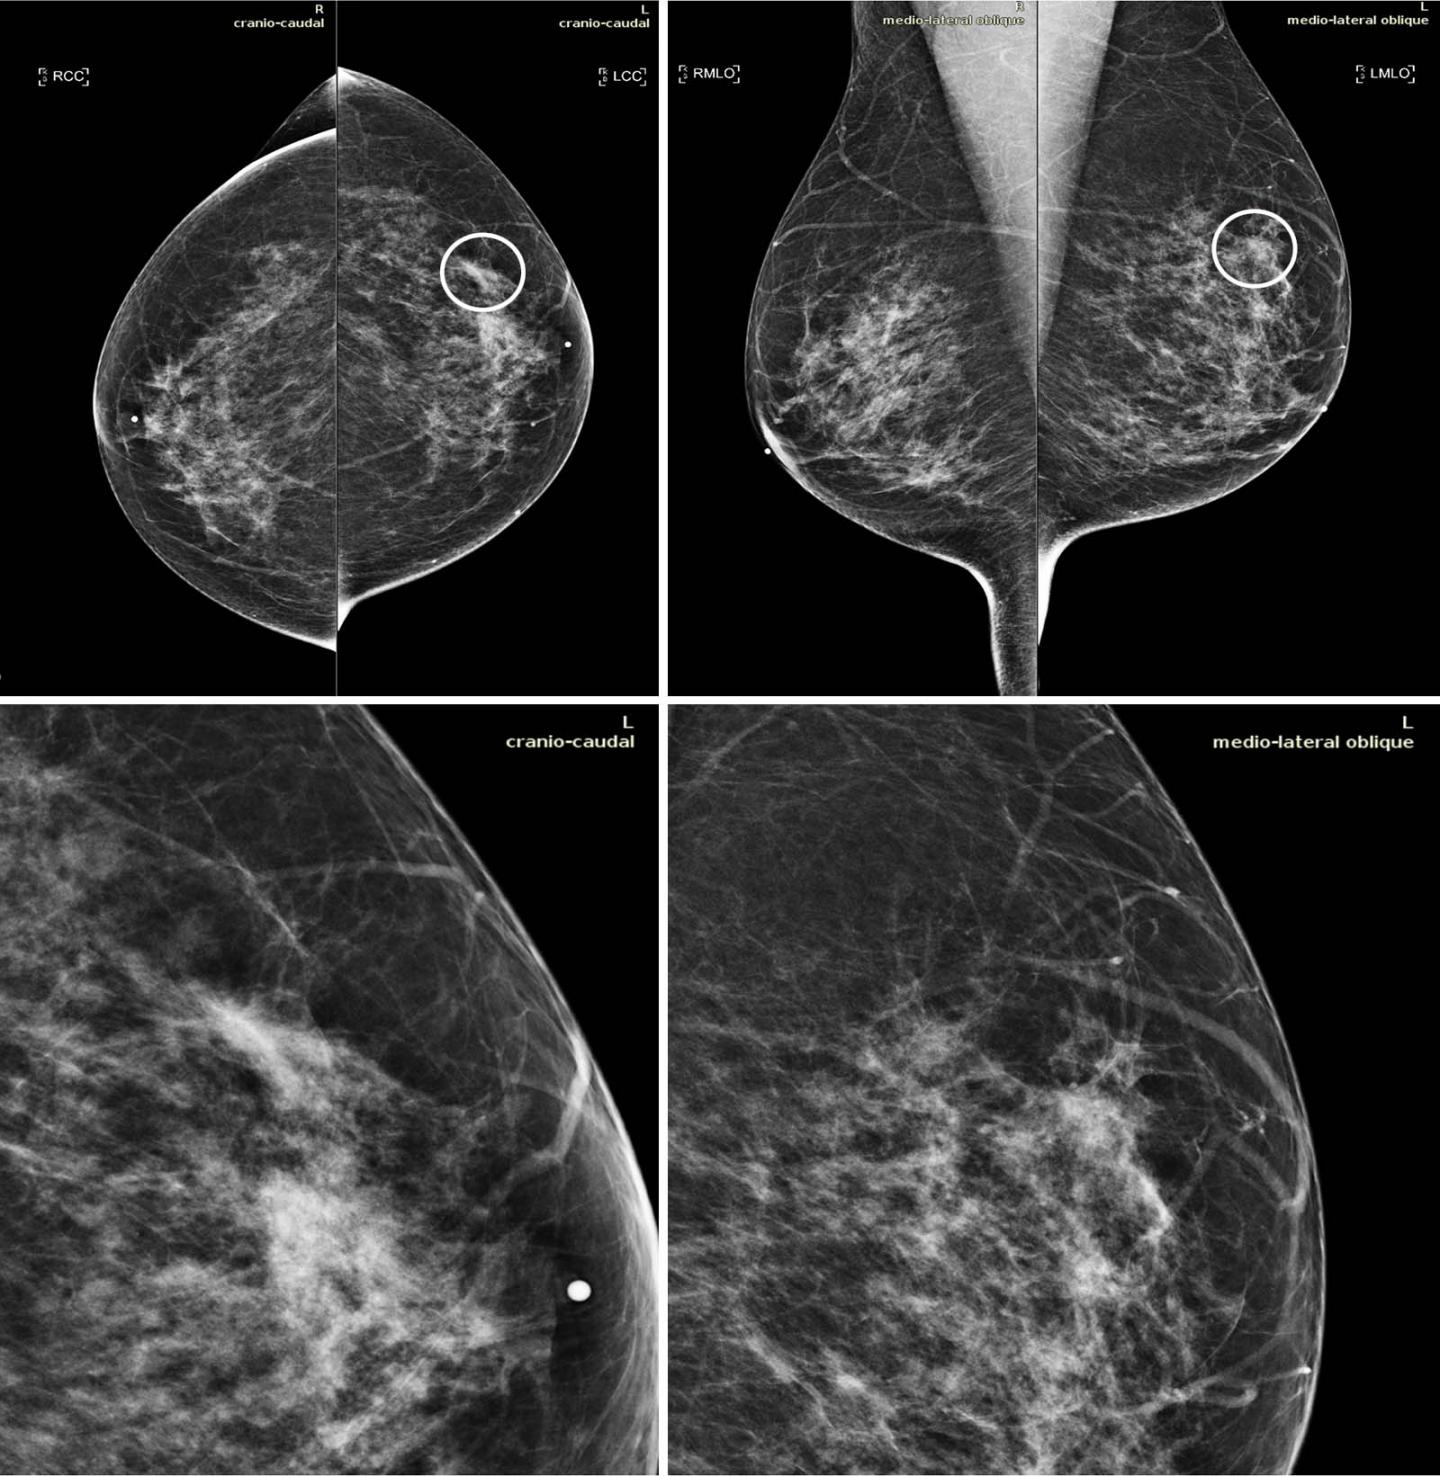 R
cranio-caudal
L
cranio-caudal
RCC
LCC
R
medio-lateral oblique
L
medio-lateral oblique
RMLO
LMLO
L
cranio-caudal
L
medio-lateral oblique